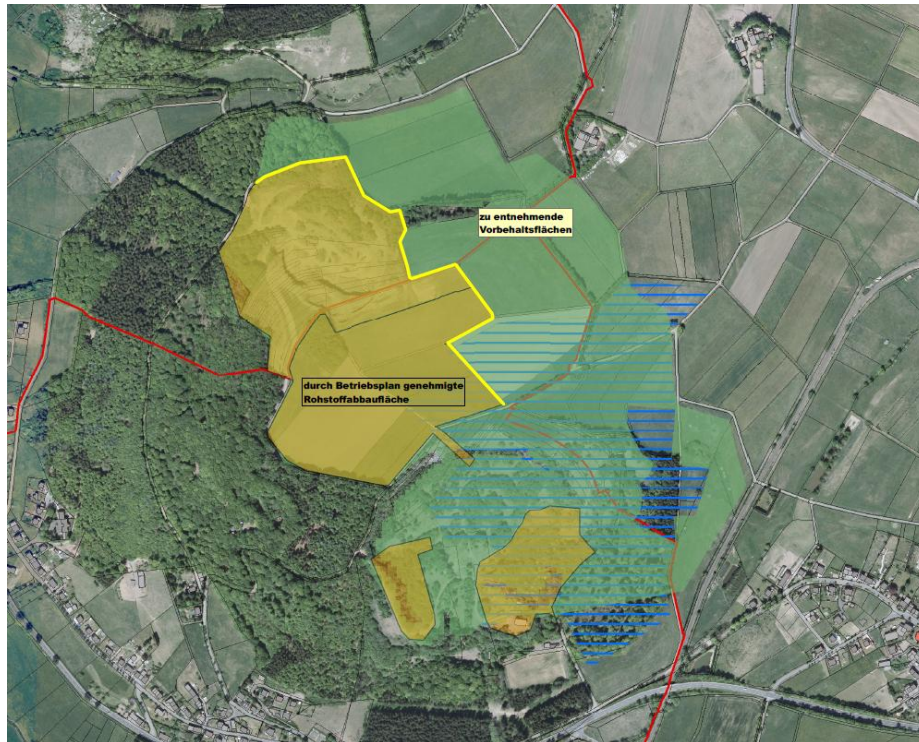 zu entnehmende
Vorbehaltsflächen
durch Betriebsplan genehmigte
Rohstoffabbaufläche